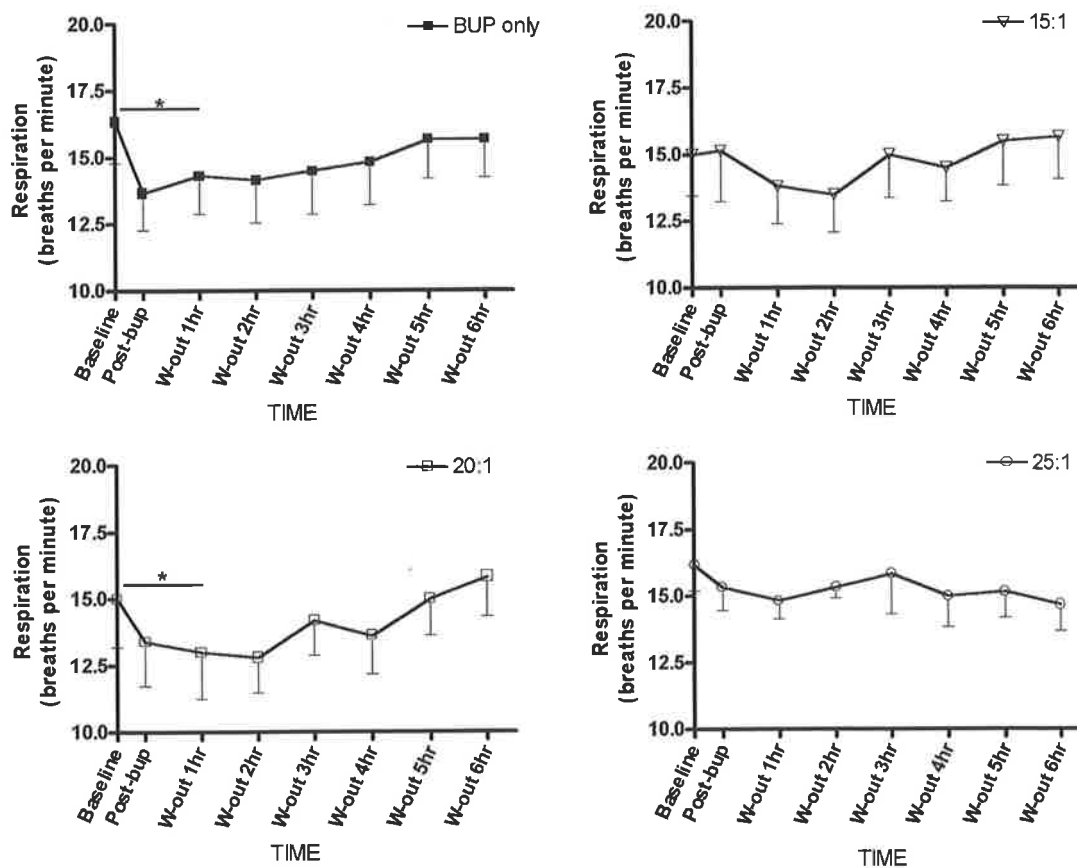 BUP only
20.0
17.5
15.0
12.5
10.0
Respiration
(breaths per minute)
*
Baseline
Post-bup
W-out 1hr
W-out 2hr
W-out 3hr
W-out 4hr
W-out 5hr
W-out 6hr
TIME
15:1
20.0
17.5
15.0
12.5
10.0
Respiration
(breaths per minute)
Baseline
Post-bup
W-out 1hr
W-out 2hr
W-out 3hr
W-out 4hr
W-out 5hr
W-out 6hr
TIME
20:1
20.0
17.5
15.0
12.5
10.0
Respiration
(breaths per minute)
*
Baseline
Post-bup
W-out 1hr
W-out 2hr
W-out 3hr
W-out 4hr
W-out 5hr
W-out 6hr
TIME
25:1
20.0
17.5
15.0
12.5
10.0
Respiration
(breaths per minute)
Baseline
Post-bup
W-out 1hr
W-out 2hr
W-out 3hr
W-out 4hr
W-out 5hr
W-out 6hr
TIME